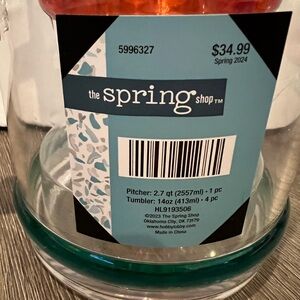 5996327
$34.99
Spring 2024
the spring shop™
Pitcher: 2.7 qt (2557ml) • 1 pc
Tumbler: 14oz (413ml) • 4 pc
HL9193506
©2023 The Spring Shop
Oklahoma City, OK 73179
www.hobbylobby.com
Made in China